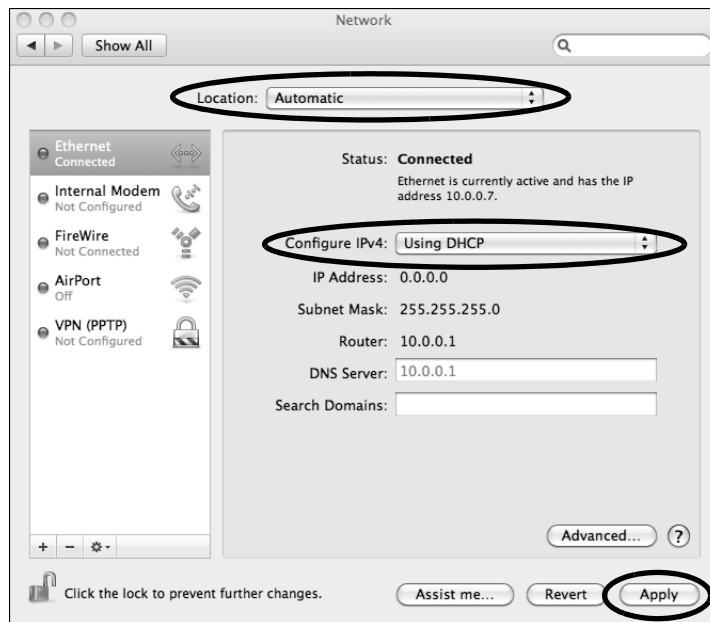 Network
Show All
Location: Automatic
Ethernet
Connected
Internal Modem
Not Configured
FireWire
Not Connected
AirPort
Off
VPN (PPTP)
Not Configured
+ −
Status: Connected
Ethernet is currently active and has the IP
address 10.0.0.7.
Configure IPv4: Using DHCP
IP Address: 0.0.0.0
Subnet Mask: 255.255.255.0
Router: 10.0.0.1
DNS Server: 10.0.0.1
Search Domains:
Advanced... ?
Click the lock to prevent further changes.
Assist me... Revert Apply